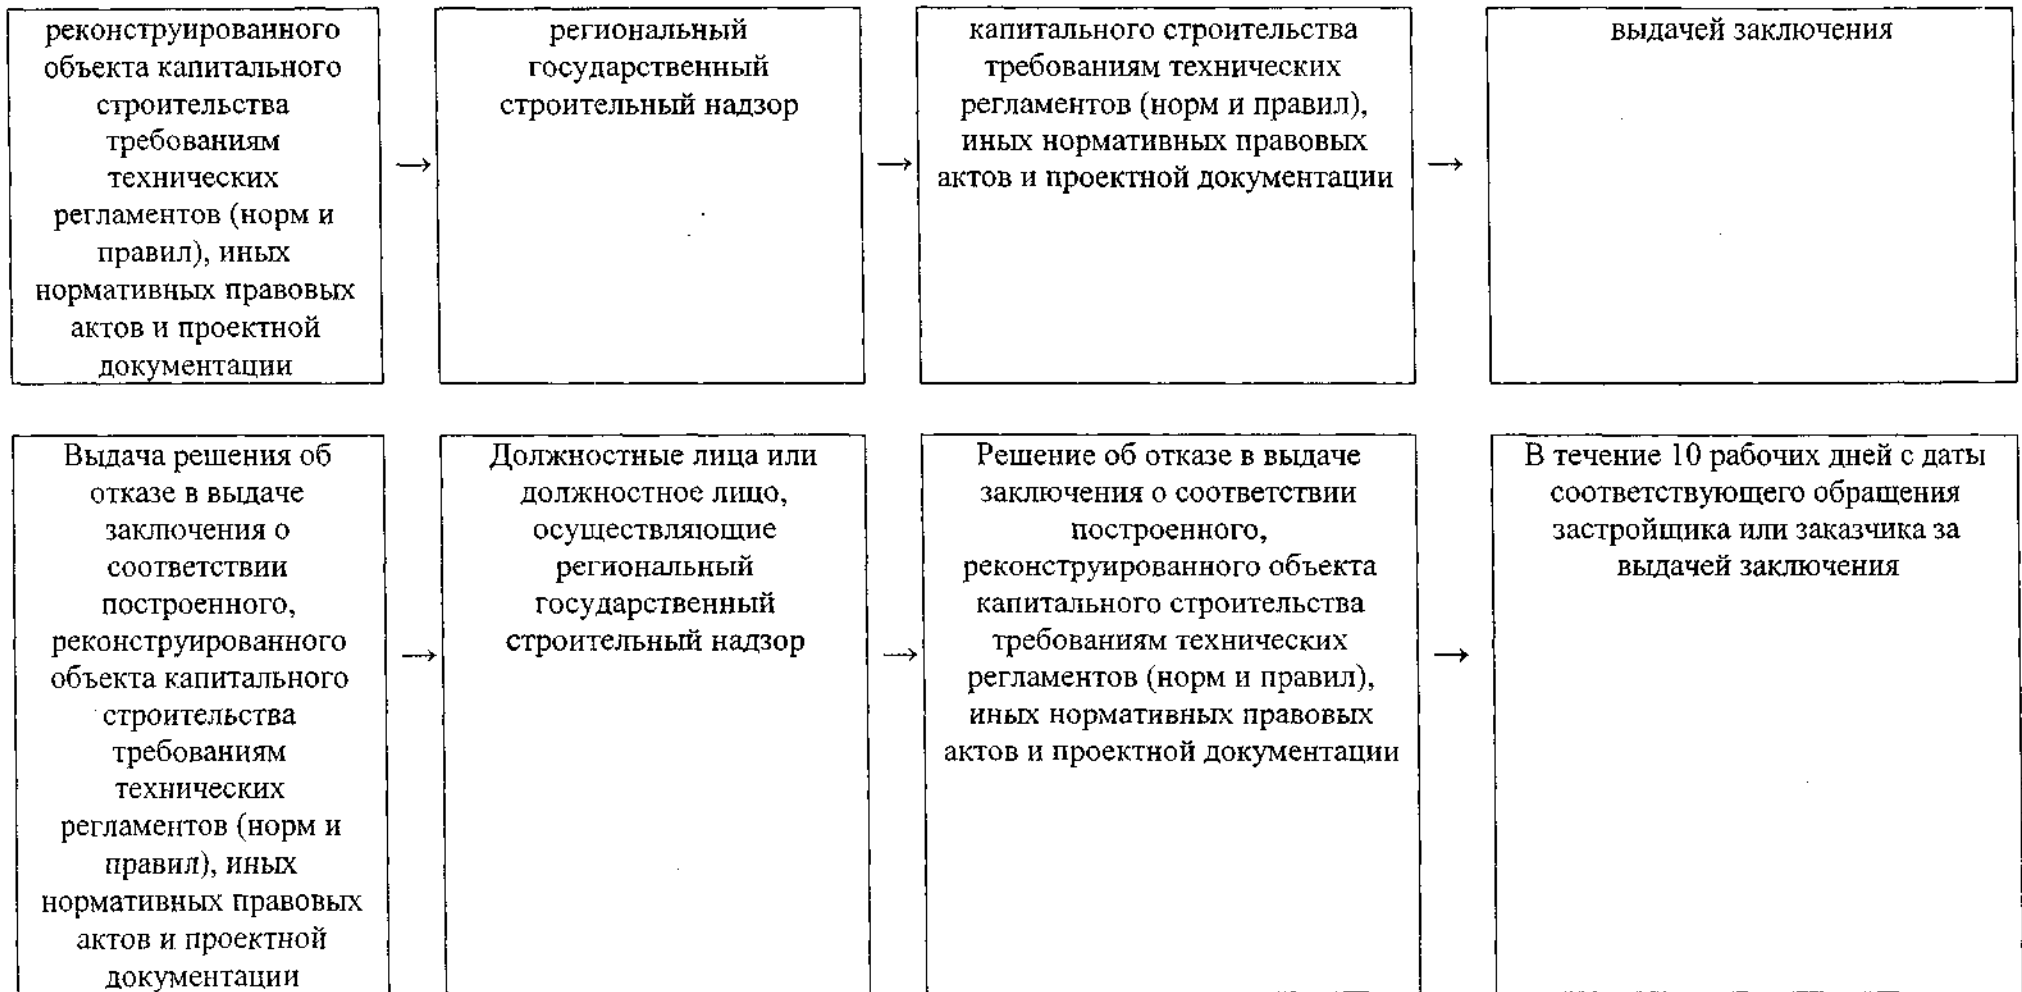 реконструированного
объекта капитального
строительства
требованиям
технических
регламентов (норм и
правил), иных
нормативных правовых
актов и проектной
документации
→
региональный
государственный
строительный надзор
→
капитального строительства
требованиям технических
регламентов (норм и правил),
иных нормативных правовых
актов и проектной документации
→
выдачей заключения
Выдача решения об
отказе в выдаче
заключения о
соответствии
построенного,
реконструированного
объекта капитального
строительства
требованиям
технических
регламентов (норм и
правил), иных
нормативных правовых
актов и проектной
документации
→
Должностные лица или
должностное лицо,
осуществляющие
региональный
государственный
строительный надзор
→
Решение об отказе в выдаче
заключения о соответствии
построенного,
реконструированного объекта
капитального строительства
требованиям технических
регламентов (норм и правил),
иных нормативных правовых
актов и проектной документации
→
В течение 10 рабочих дней с даты
соответствующего обращения
застройщика или заказчика за
выдачей заключения